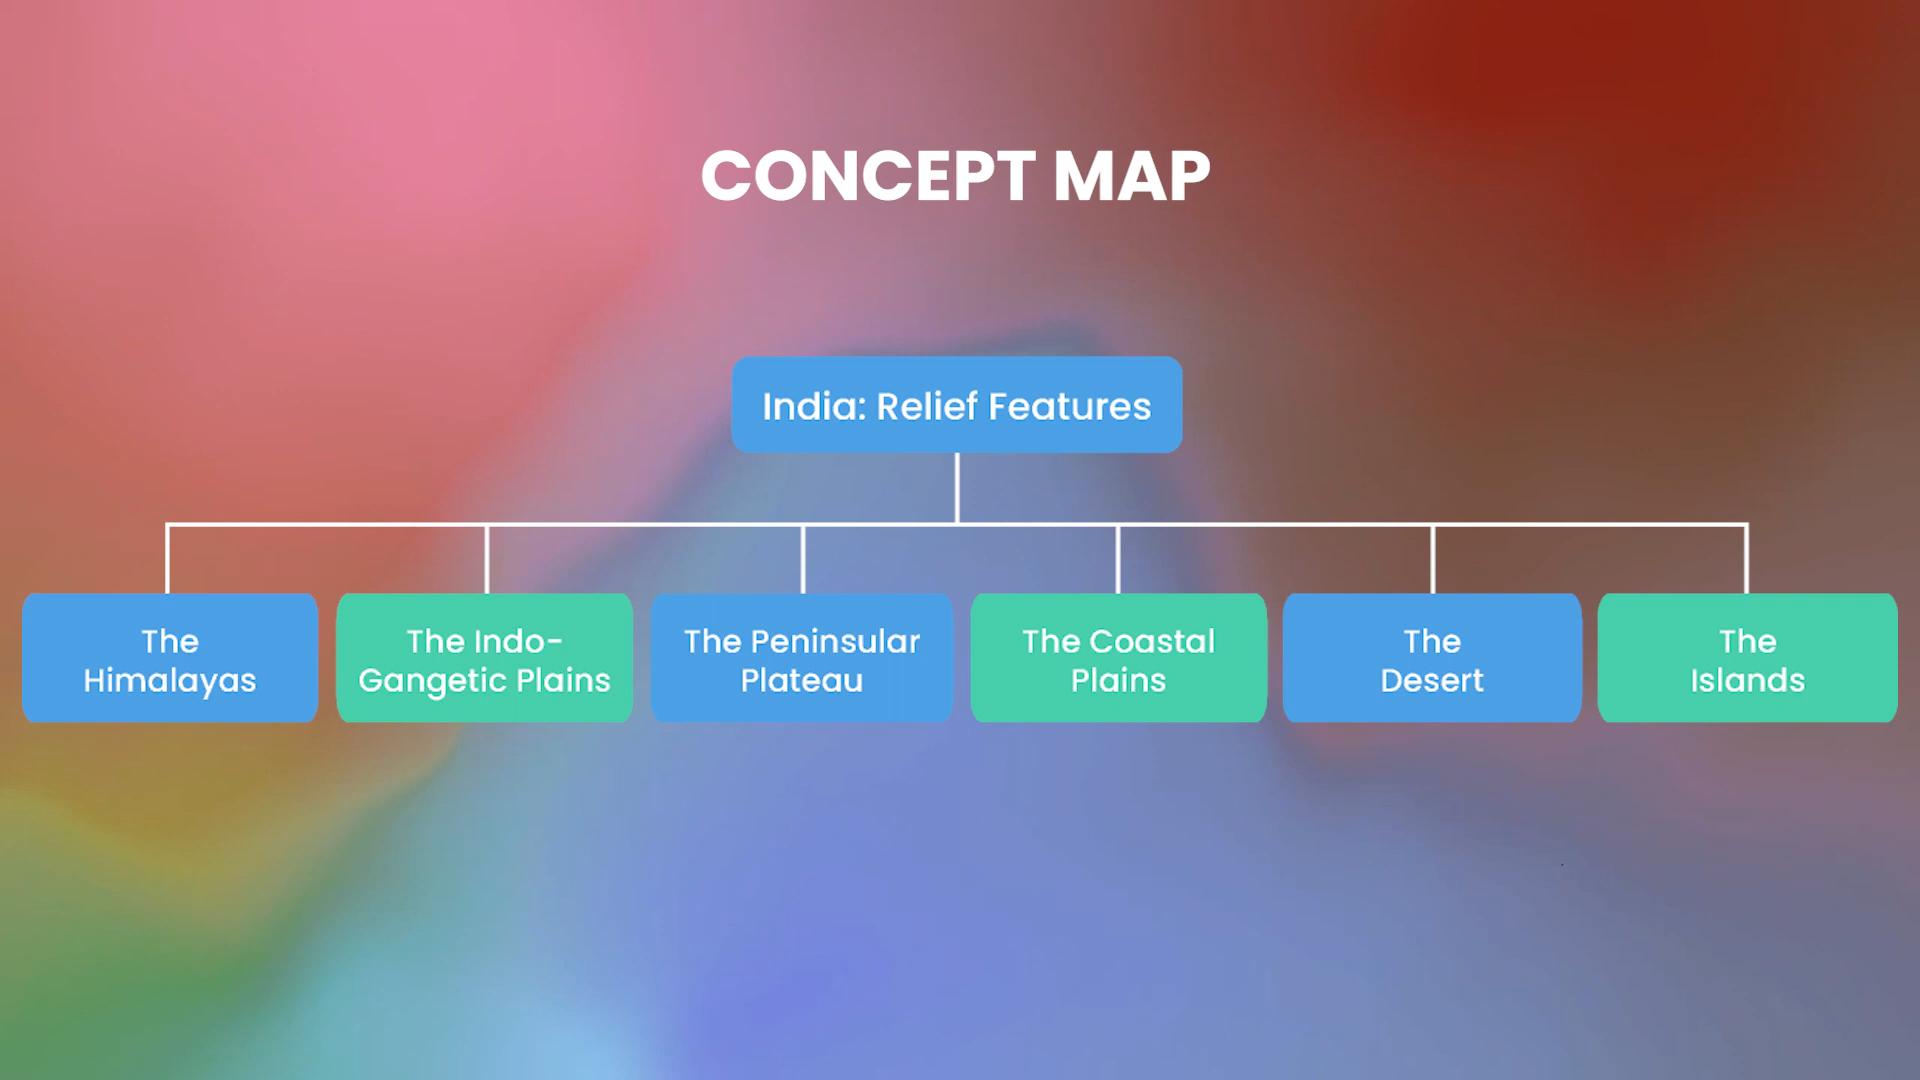 CONCEPT MAP
India: Relief Features
The
Himalayas
The Indo-
Gangetic Plains
The Peninsular
Plateau
The Coastal
Plains
The
Desert
The
Islands